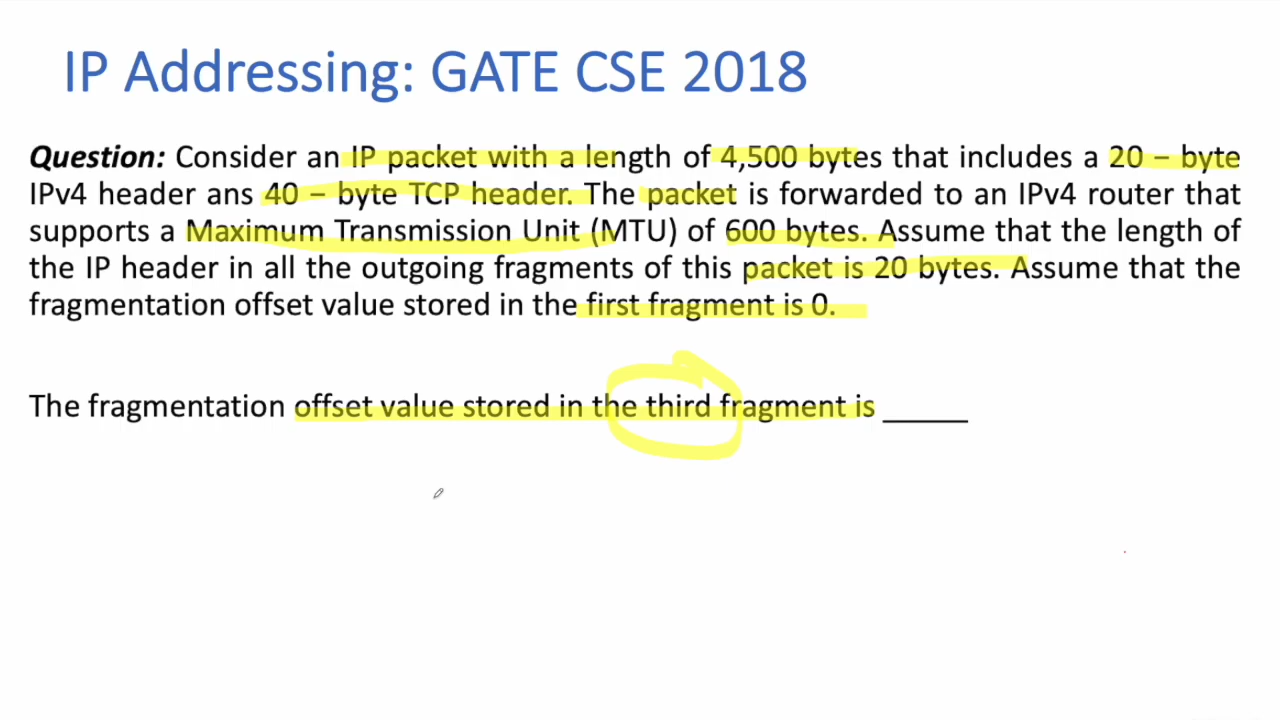 IP Addressing: GATE CSE 2018
Question: Consider an IP packet with a length of 4,500 bytes that includes a 20 – byte
IPv4 header ans 40 – byte TCP header. The packet is forwarded to an IPv4 router that
supports a Maximum Transmission Unit (MTU) of 600 bytes. Assume that the length of
the IP header in all the outgoing fragments of this packet is 20 bytes. Assume that the
fragmentation offset value stored in the first fragment is 0.
The fragmentation offset value stored in the third fragment is _____